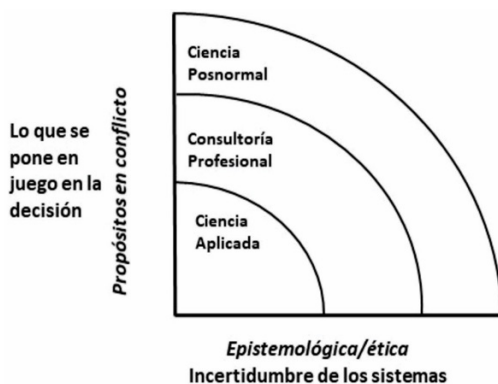 Ciencia
Posnormal
Lo que se
pone en
juego en la
decisión
Propósitos en conflicto
Consultoría
Profesional
Ciencia
Aplicada
Epistemológica/ética
Incertidumbre de los sistemas